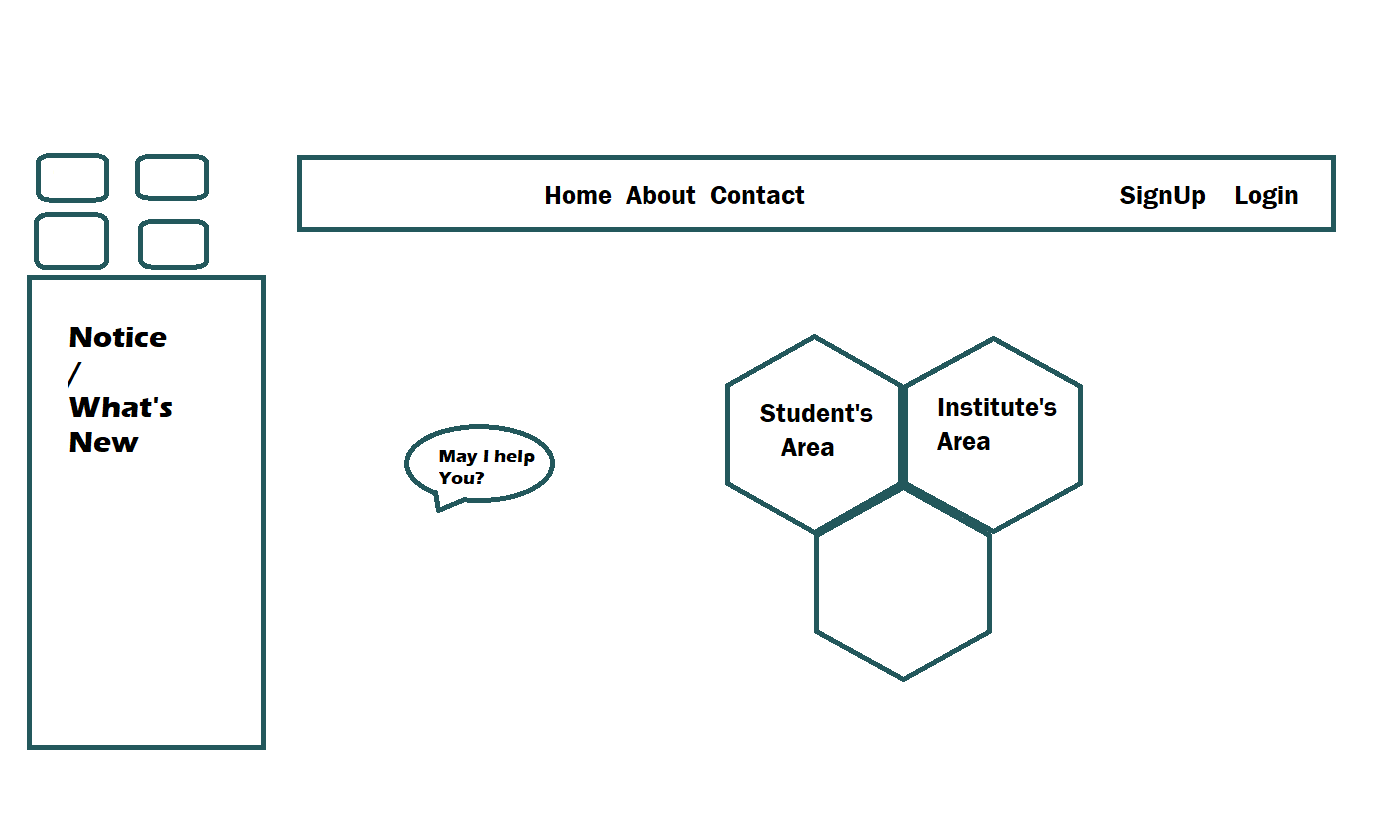 Home About Contact
SignUp Login
Notice
/
What's
New
May I help
You?
Student's
Area
Institute's
Area